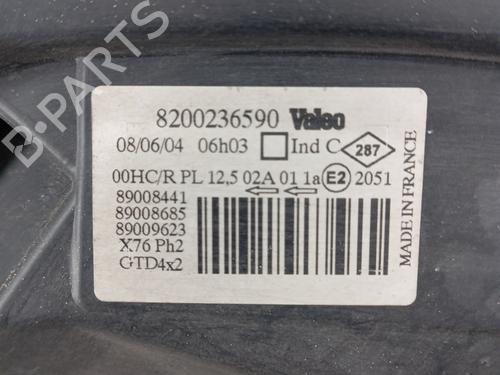 B-PARTS
8200236590 Valeo
08/06/04 06h03 Ind C 287
00HC/R PL 12,5 02A 01 1a E2 2051
89008441
89008685
89009623
X76 Ph2
GTD4x2
MADE IN FRANCE